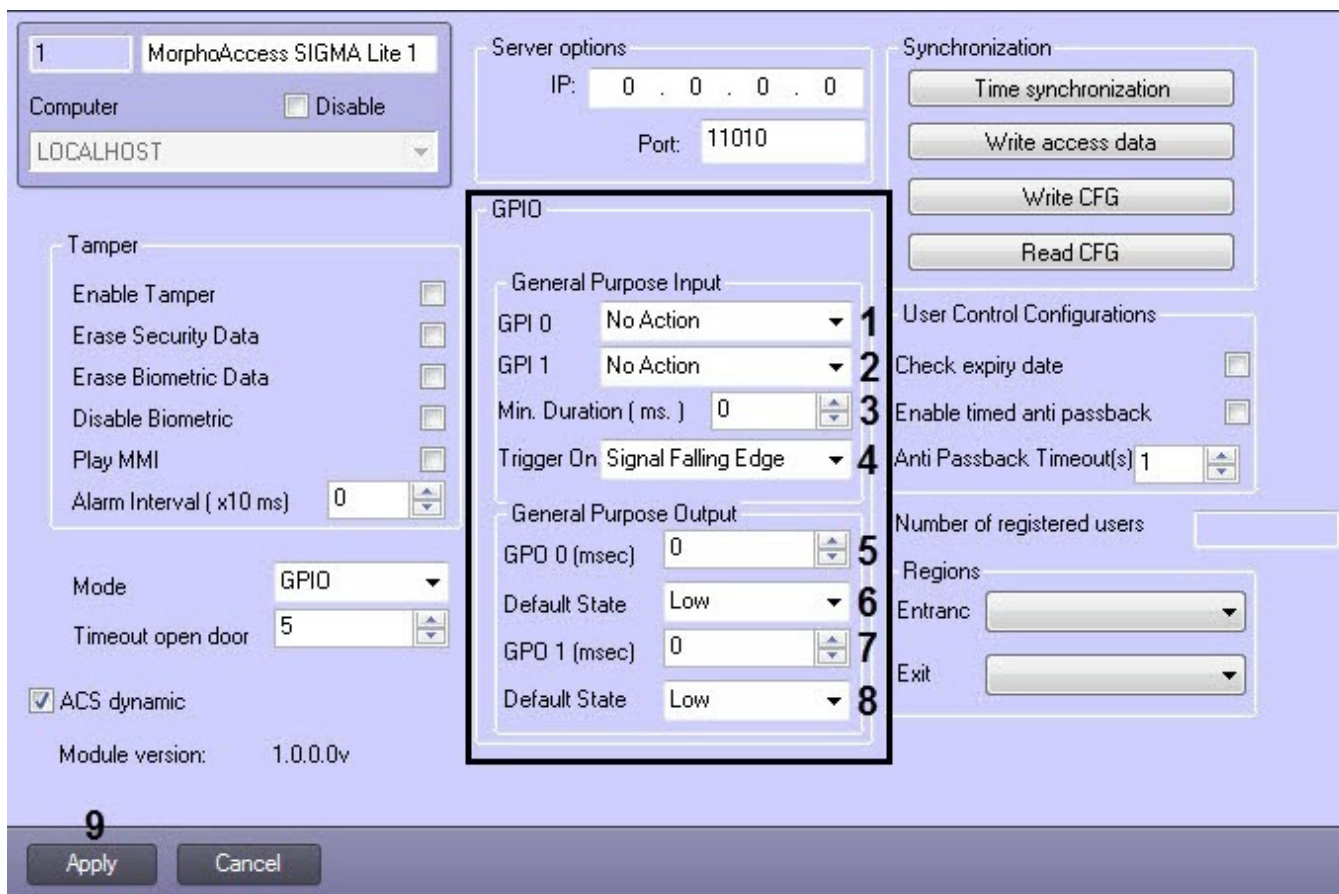 1
MorphoAccess SIGMA Lite 1
Computer
Disable
LOCALHOST
Tamper
Enable Tamper
Erase Security Data
Erase Biometric Data
Disable Biometric
Play MMI
Alarm Interval ( x10 ms) 0
Mode GPIO
Timeout open door 5
ACS dynamic
Module version: 1.0.0.0v
Server options
IP: 0 . 0 . 0 . 0
Port: 11010
GPIO
General Purpose Input
GPI 0 No Action 1
GPI 1 No Action 2
Min. Duration ( ms. ) 0 3
Trigger On Signal Falling Edge 4
General Purpose Output
GPO 0 (msec) 0 5
Default State Low 6
GPO 1 (msec) 0 7
Default State Low 8
Synchronization
Time synchronization
Write access data
Write CFG
Read CFG
User Control Configurations
Check expiry date
Enable timed anti passback
Anti Passback Timeout(s) 1
Number of registered users
Regions
Entranc
Exit
9
Apply Cancel